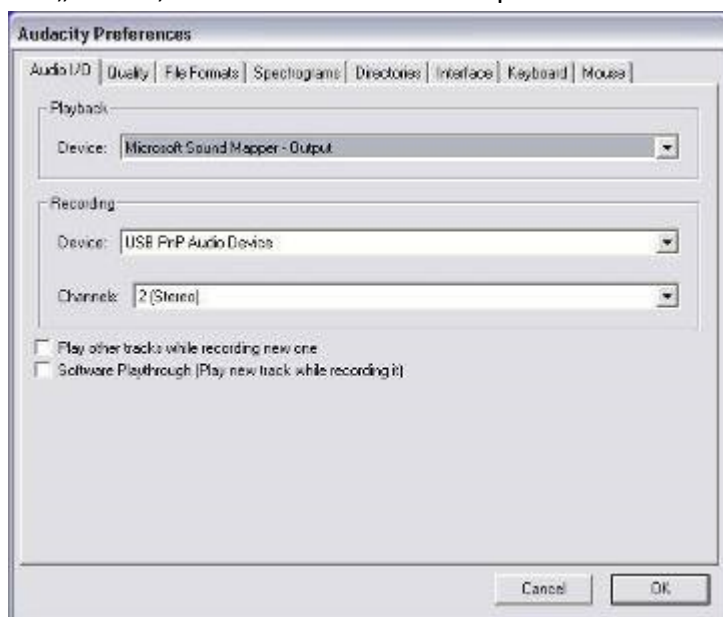 Audacity Preferences
Audio I/O Quality File Formats Spectrograms Directories Interface Keyboard Mouse
Playback
Device: Microsoft Sound Mapper - Output
Recording
Device: USB PnP Audio Device
Channels: 2 (Stereo)
Play other tracks while recording new one
Software Playthrough (Play new track while recording it)
Cancel OK